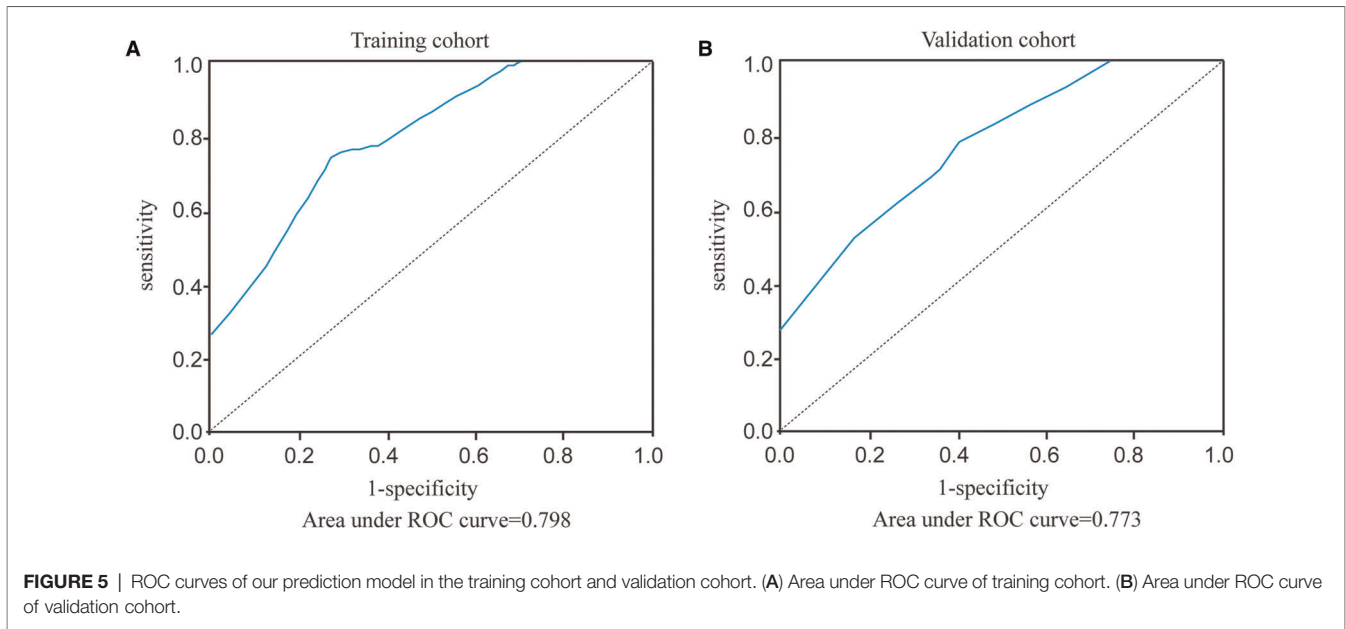 A
Training cohort
1.0
0.8
0.6
0.4
0.2
0.0
sensitivity
0.0 0.2 0.4 0.6 0.8 1.0
1-specificity
Area under ROC curve=0.798
B
Validation cohort
1.0
0.8
0.6
0.4
0.2
0.0
sensitivity
0.0 0.2 0.4 0.6 0.8 1.0
1-specificity
Area under ROC curve=0.773
FIGURE 5 | ROC curves of our prediction model in the training cohort and validation cohort. (A) Area under ROC curve of training cohort. (B) Area under ROC curve
of validation cohort.